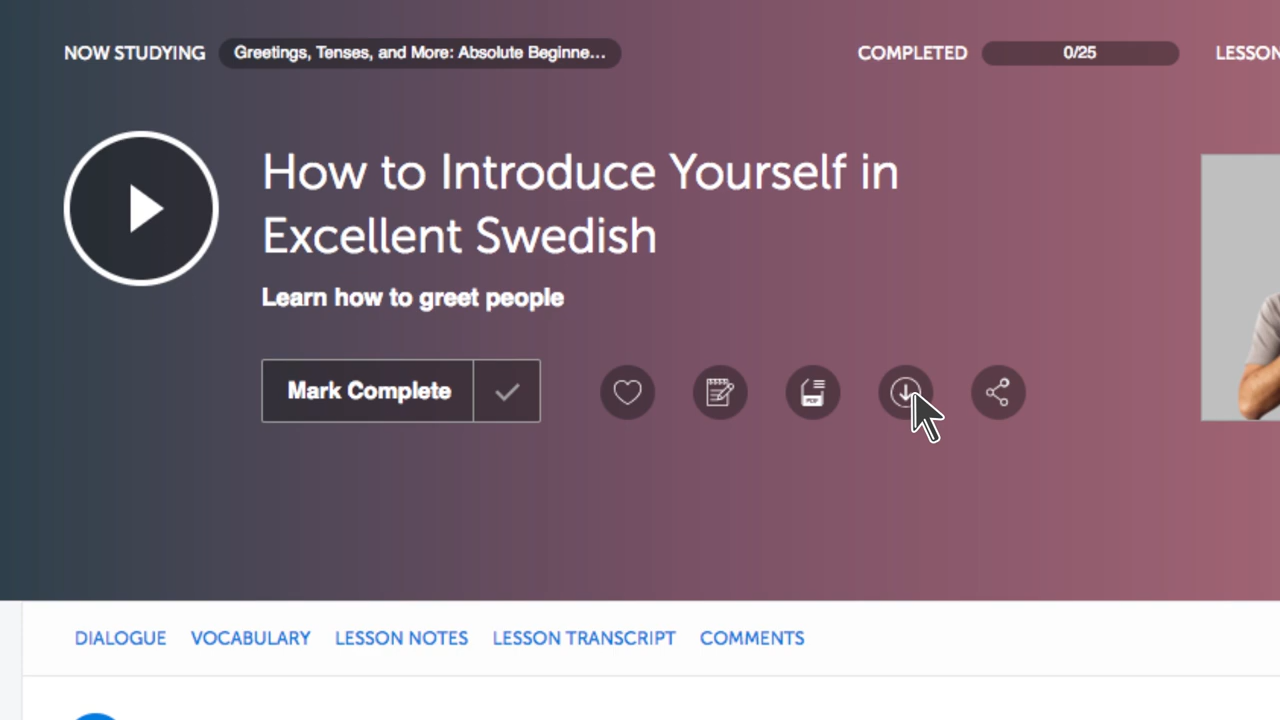 NOW STUDYING Greetings, Tenses, and More: Absolute Beginne... COMPLETED 0/25 LESSON
How to Introduce Yourself in
Excellent Swedish
Learn how to greet people
Mark Complete
PDF
DIALOGUE VOCABULARY LESSON NOTES LESSON TRANSCRIPT COMMENTS